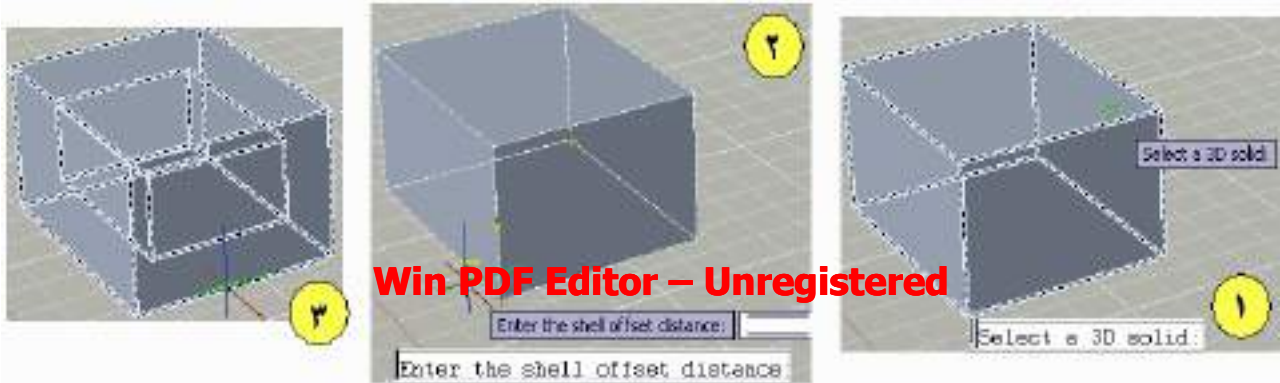 ۱
Select a 3D solid:
Select a 3D solid:
۲
Win PDF Editor – Unregistered
Enter the shell offset distance:
Enter the shell offset distance
۳